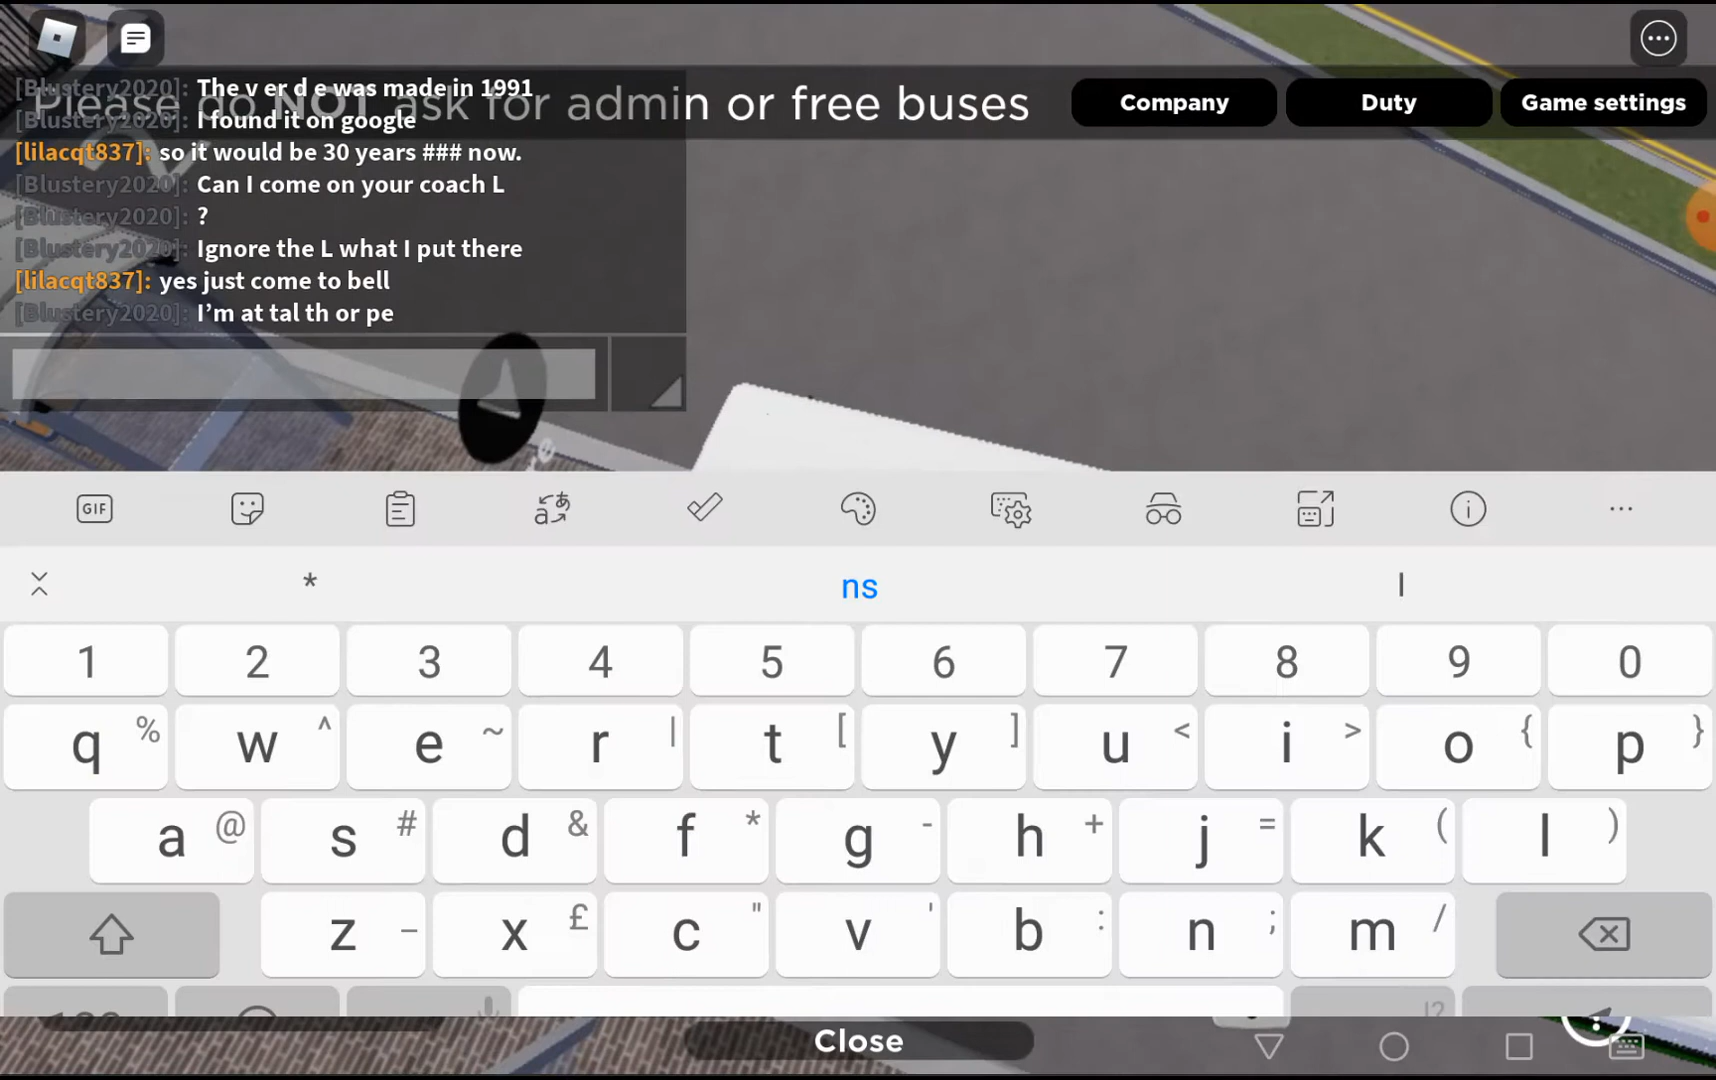 [Blustery2020]: The v er d e was made in 1991
Please do NOT ask for admin or free buses
Company
Duty
Game settings
[Blustery2020]: I found it on google
[lilacqt837]: so it would be 30 years ### now.
[Blustery2020]: Can I come on your coach L
[Blustery2020]: ?
[Blustery2020]: Ignore the L what I put there
[lilacqt837]: yes just come to bell
[Blustery2020]: I'm at tal th or pe
GIF
* ns I
1 2 3 4 5 6 7 8 9 0
q % w ^ e ~ r | t [ y ] u < i > o { p }
a @ s # d & f * g - h + j = k ( l )
z _ x £ c " v ' b : n ; m /
!?
Close